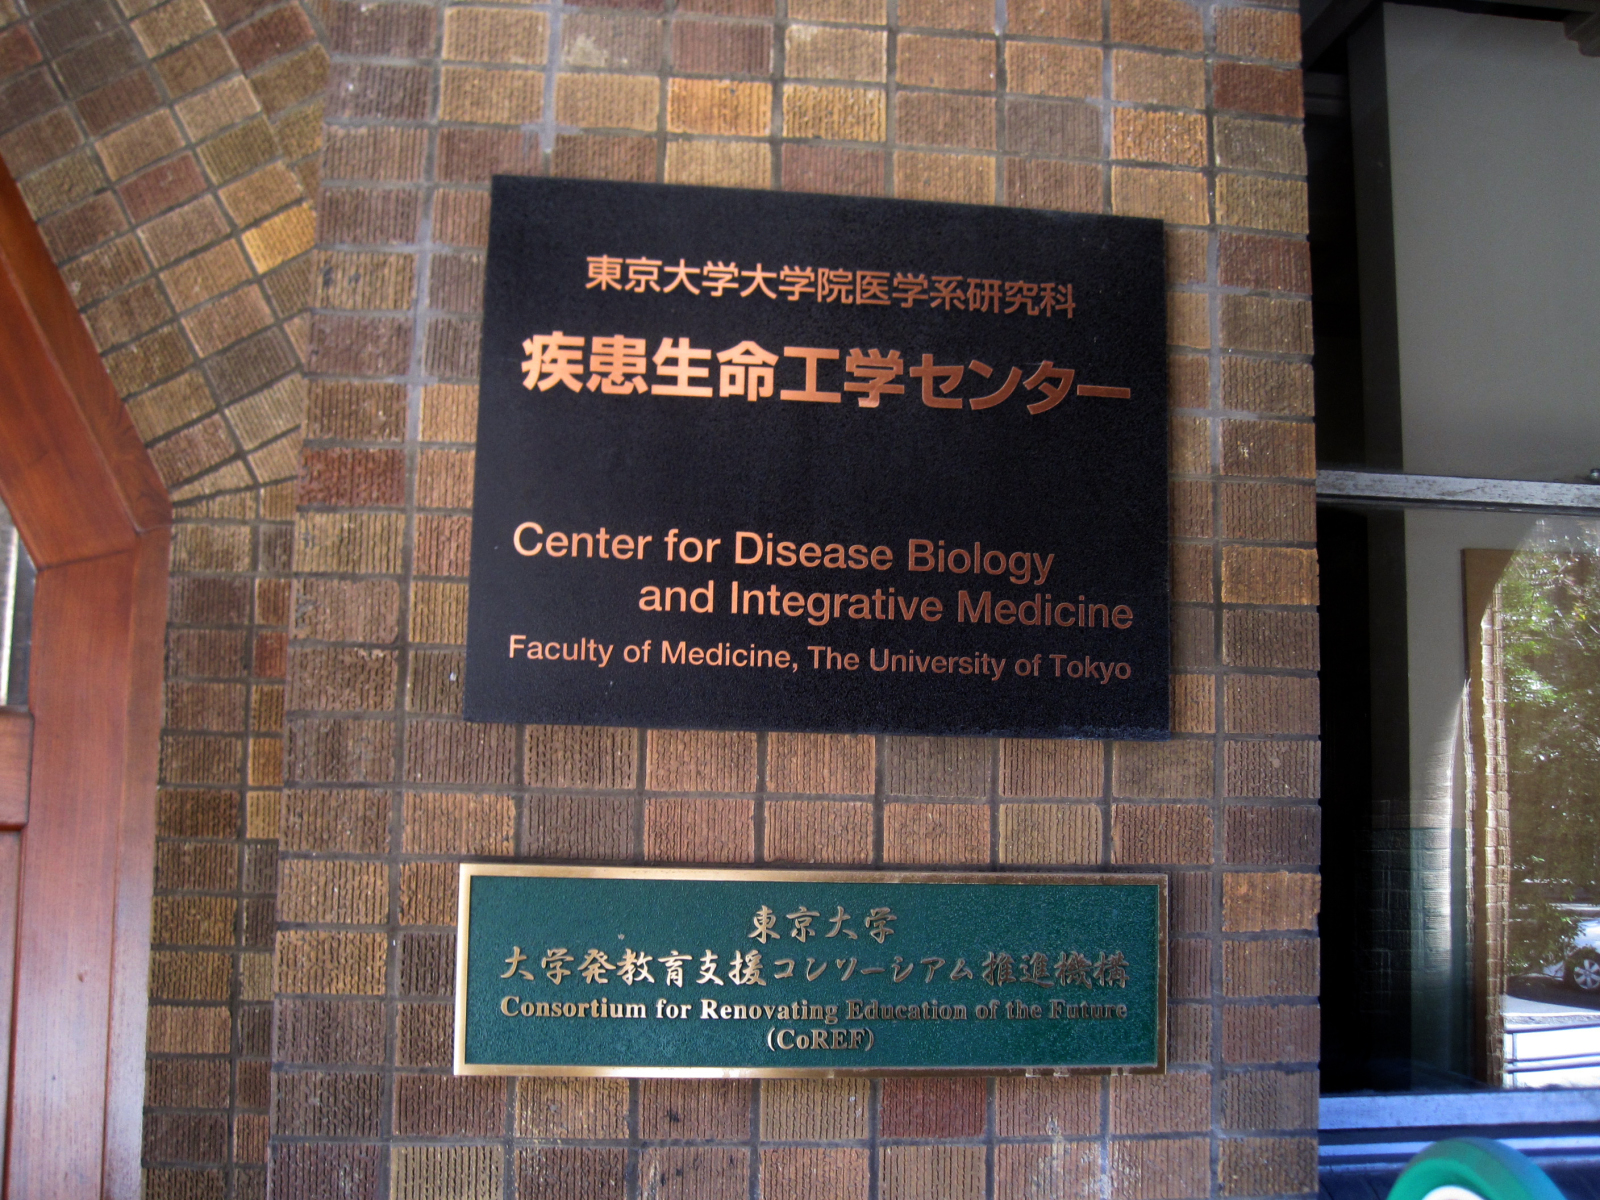 東京大学大学院医学系研究科
疾患生命工学センター
Center for Disease Biology
and Integrative Medicine
Faculty of Medicine, The University of Tokyo
東京大学
大学発教育支援コンソーシアム推進機構
Consortium for Renovating Education of the Future
(CoREF)